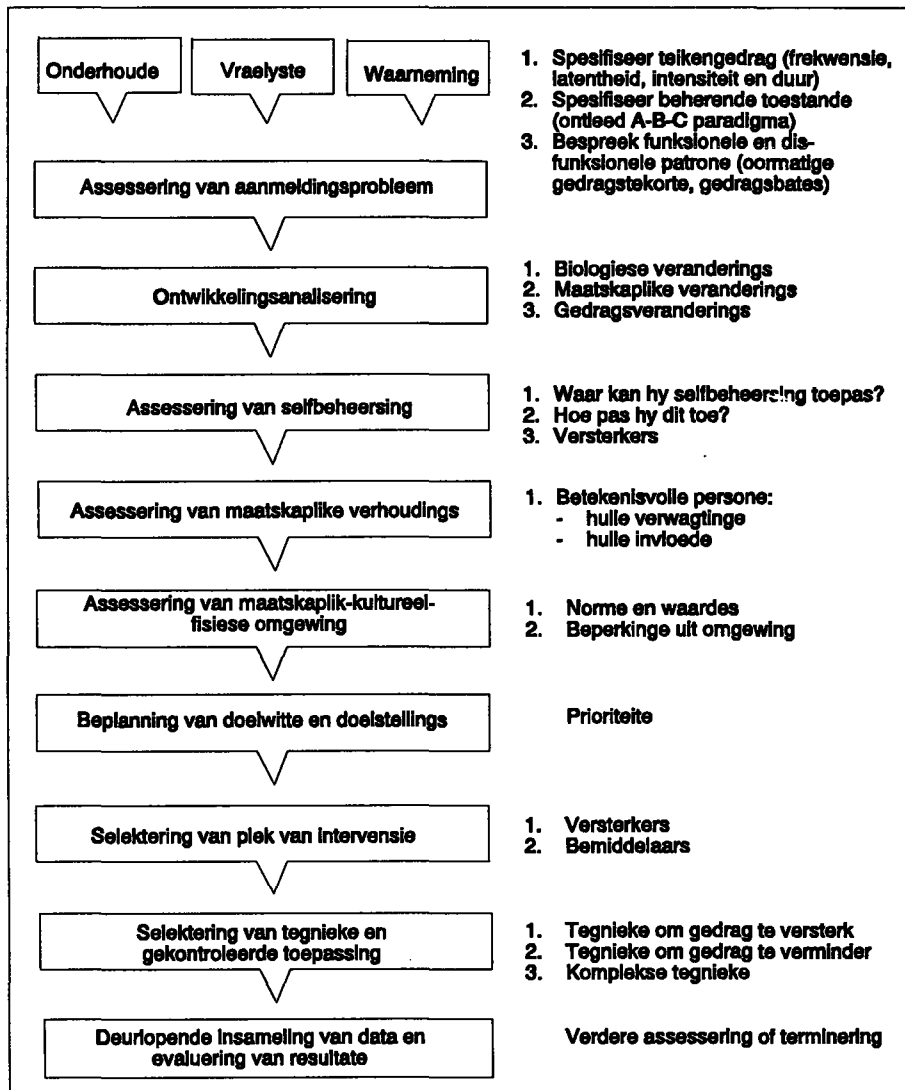 Onderhoude
Vraelyste
Waarneming
1. Spesifiseer teikengedrag (frekwensie,
latentheid, intensiteit en duur)
2. Spesifiseer beherende toestande
(ontleed A-B-C paradigma)
3. Bespreek funksionele en dis-
funksionele patrone (oormatige
gedragstekorte, gedragsbates)
Assessering van aanmeldingsprobleem
Ontwikkelingsanalisering
1. Biologiese veranderings
2. Maatskaplike veranderings
3. Gedragsveranderings
Assessering van selfbeheersing
1. Waar kan hy selfbeheersing toepas?
2. Hoe pas hy dit toe?
3. Versterkers
Assessering van maatskaplike verhoudings
1. Betekenisvolle persone:
- hulle verwagtinge
- hulle invloede
Assessering van maatskaplik-kultureel-
fisiese omgewing
1. Norme en waardes
2. Beperkinge uit omgewing
Beplanning van doelwitte en doelstellings
Prioriteite
Selektering van plek van intervensie
1. Versterkers
2. Bemiddelaars
Selektering van tegnieke en
gekontroleerde toepassing
1. Tegnieke om gedrag te versterk
2. Tegnieke om gedrag te verminder
3. Komplekse tegnieke
Deurlopende insameling van data en
evaluering van resultate
Verdere assessering of terminering